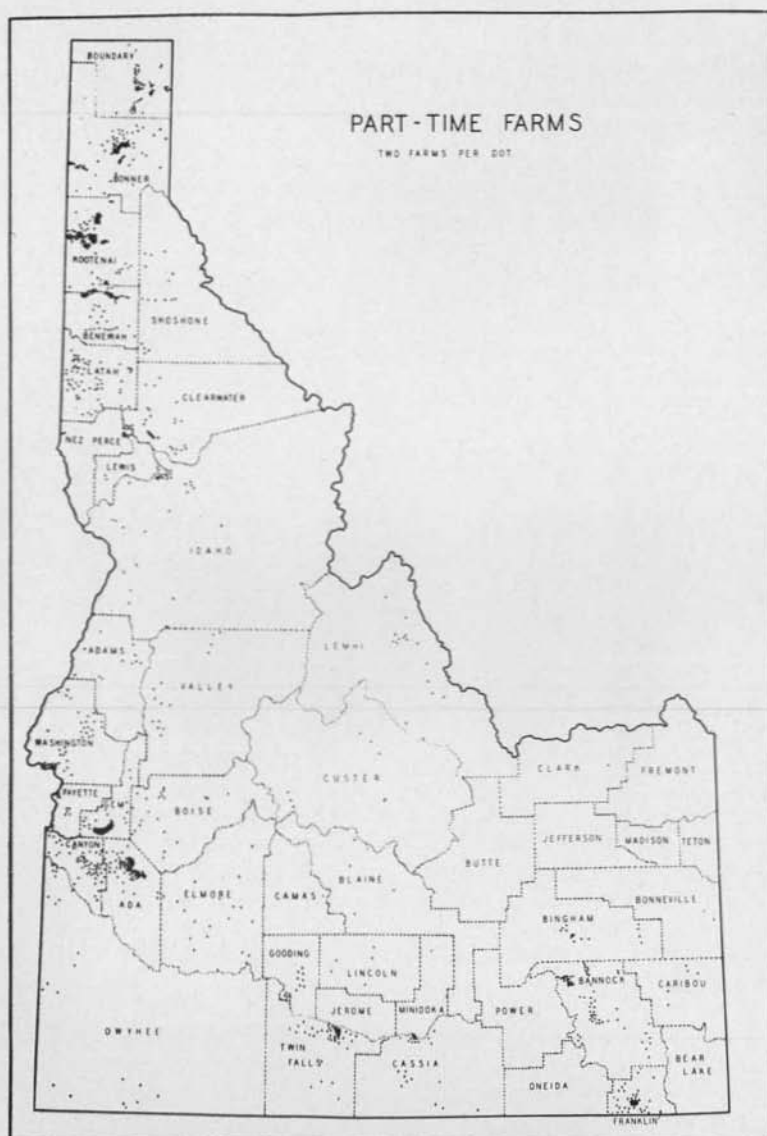 BOUNDARY
PART-TIME FARMS
TWO FARMS PER DOT
BONNER
KOOTENAI
SHOSHONE
BENEWAH
LATAH
CLEARWATER
NEZ PERCE
LEWIS
IDAHO
ADAMS
LEMHI
VALLEY
WASHINGTON
CUSTER
CLARK
FREMONT
PAYETTE
GEM
BOISE
JEFFERSON
MADISON
TETON
CANYON
BUTTE
ADA
ELMORE
CAMAS
BLAINE
BONNEVILLE
BINGHAM
GOODING
LINCOLN
BANNOCK
CARIBOU
OWYHEE
JEROME
MINIDOKA
POWER
TWIN
FALLS
CASSIA
BEAR
LAKE
ONEIDA
FRANKLIN